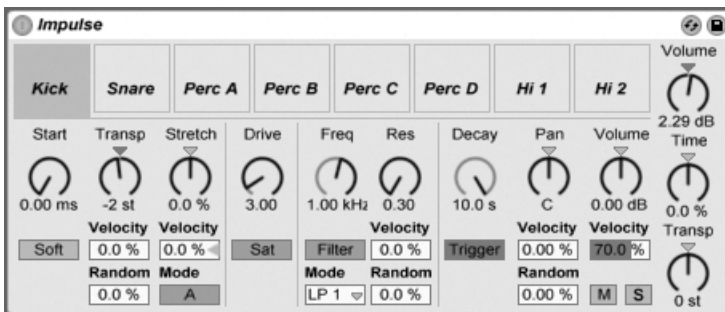 Impulse
Volume
Kick Snare Perc A Perc B Perc C Perc D Hi 1 Hi 2
2.29 dB
Start Transp Stretch Drive Freq Res Decay Pan Volume Time
0.00 ms -2 st 0.0 % 3.00 1.00 kHz 0.30 10.0 s C 0.00 dB 0.0 %
Velocity Velocity Velocity Velocity Velocity Transp
Soft 0.0 % 0.0 % Sat Filter 0.0 % Trigger 0.00 % 70.0 %
Random Mode Mode Random Random
0.0 % A LP 1 0.0 % 0.00 % M S 0 st